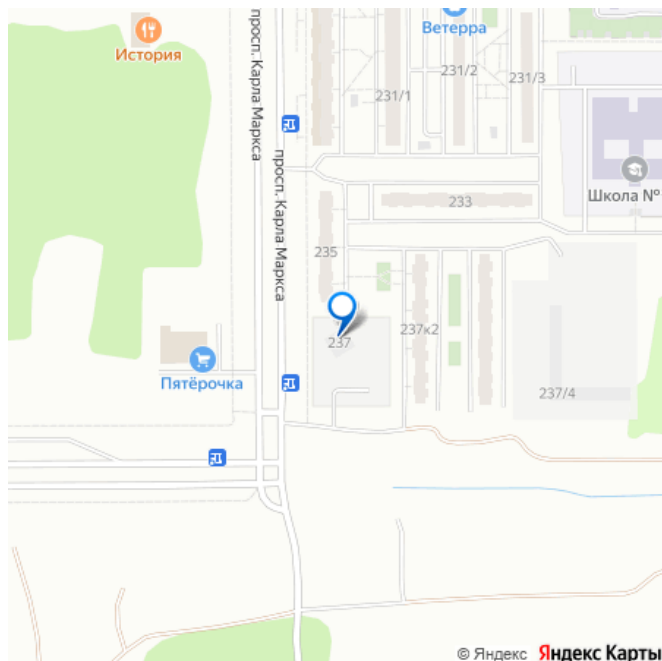 История
просп. Карла Маркса
просп. Карла Маркса
Ветерра
231/2
231/3
231/1
Школа №
233
235
237
237к2
Пятёрочка
237/4
© Яндекс Яндекс Карты